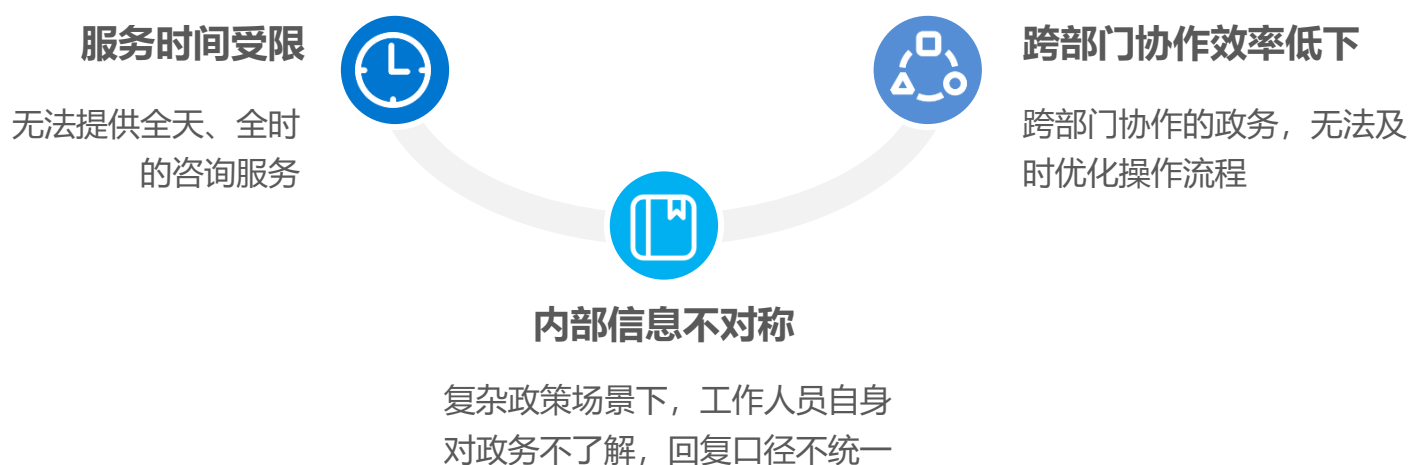 服务时间受限
无法提供全天、全时
的咨询服务
内部信息不对称
复杂政策场景下，工作人员自身
对政务不了解，回复口径不统一
跨部门协作效率低下
跨部门协作的政务，无法及
时优化操作流程